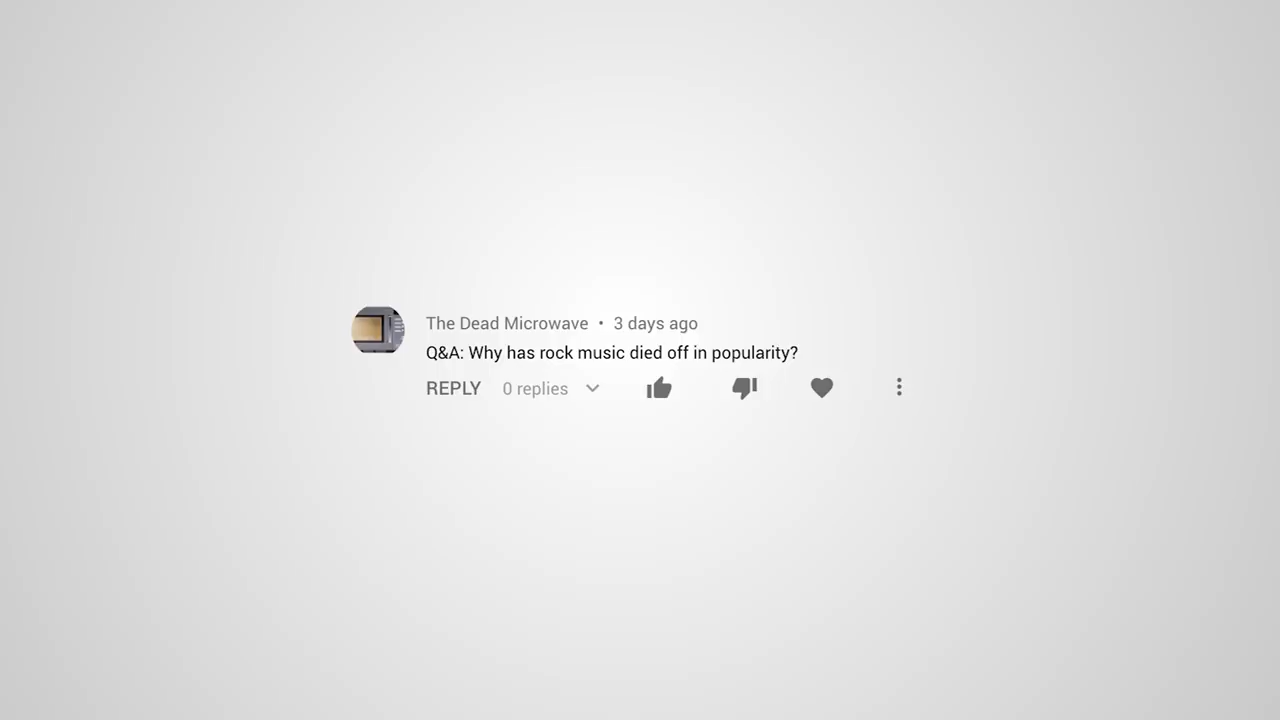 The Dead Microwave • 3 days ago
Q&A: Why has rock music died off in popularity?
REPLY 0 replies